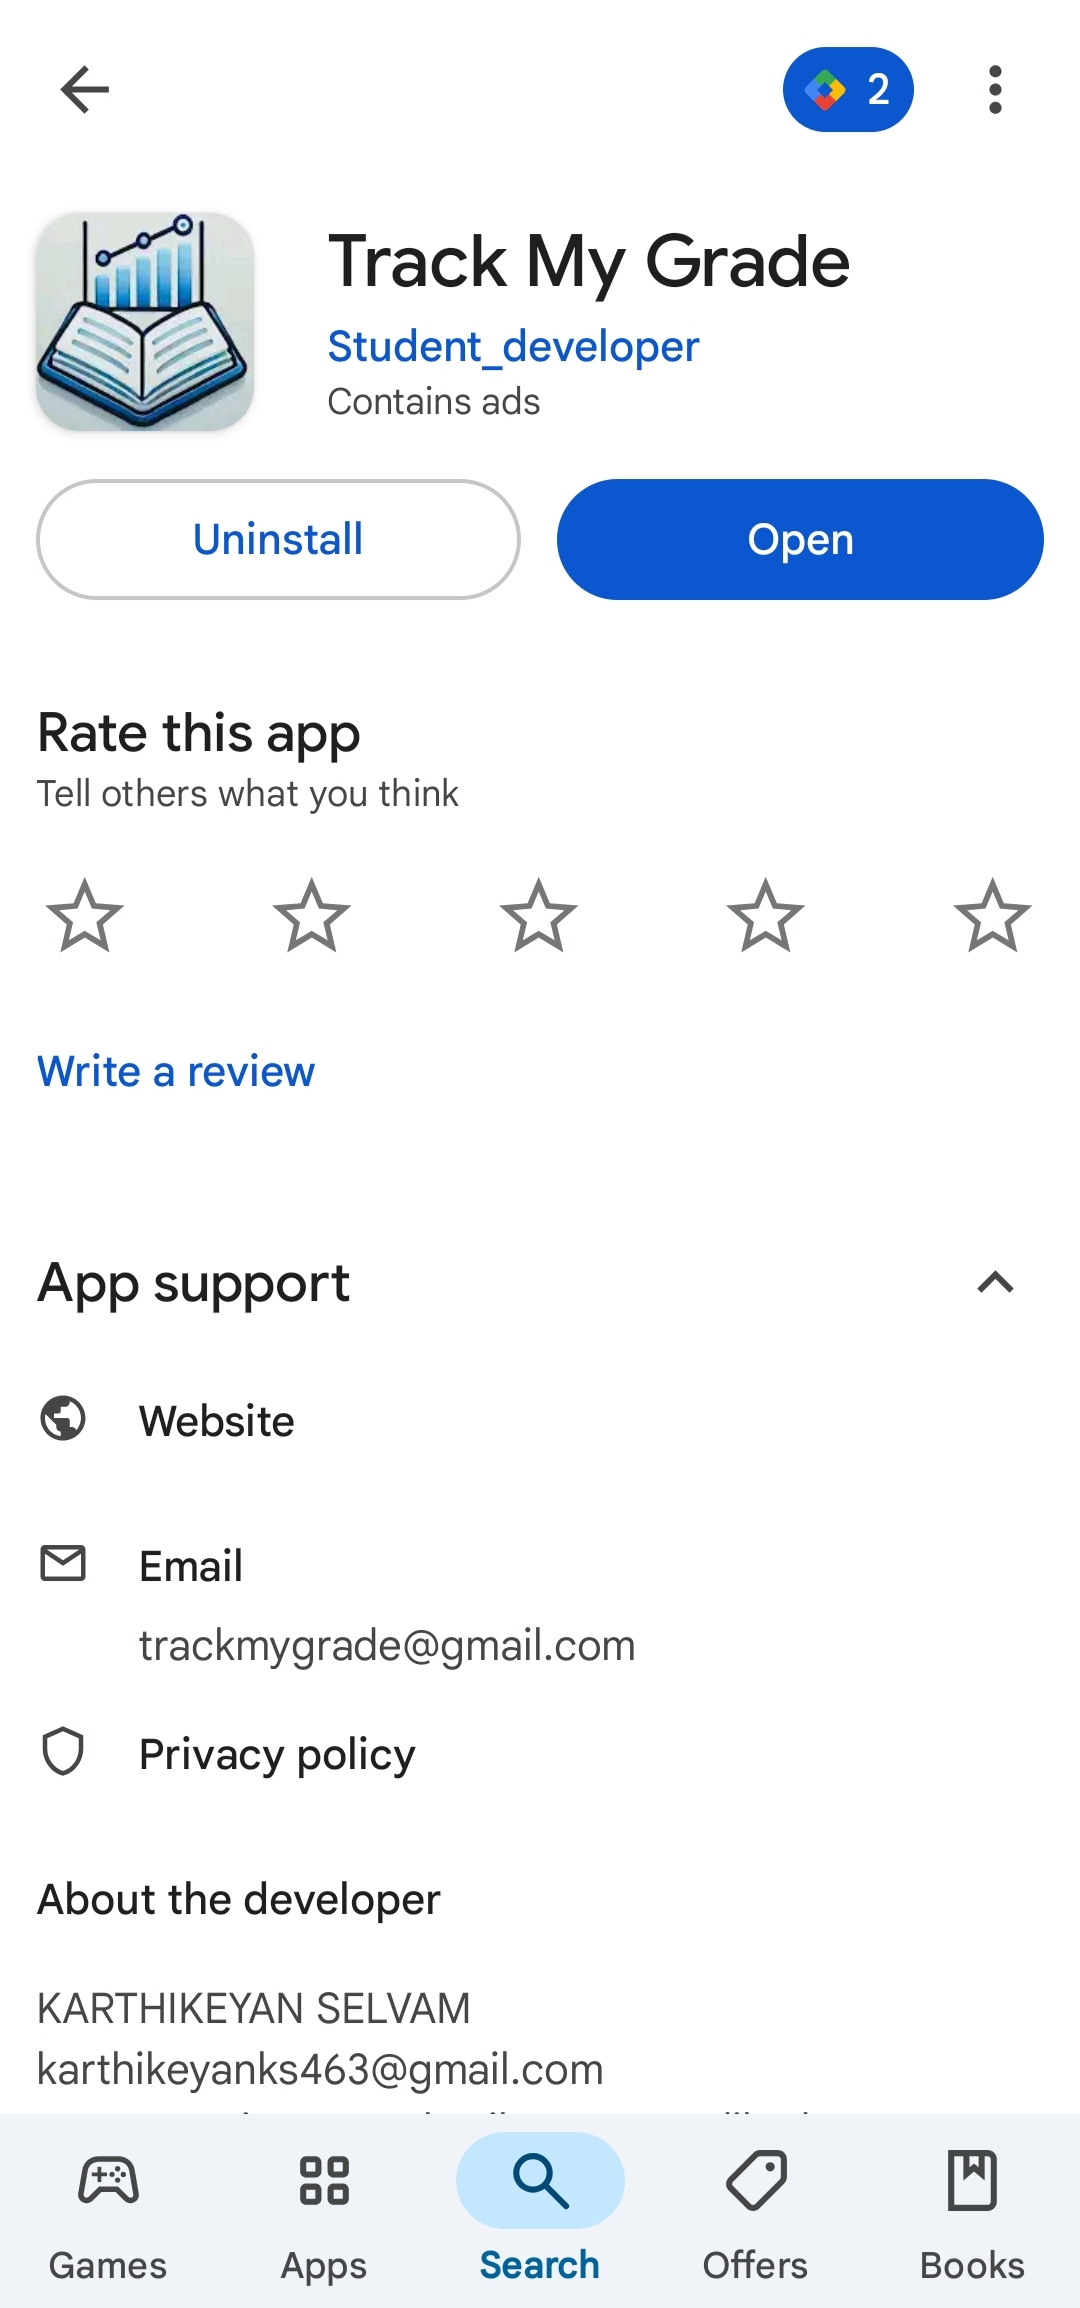 2
Track My Grade
Student_developer
Contains ads
Uninstall
Open
Rate this app
Tell others what you think
Write a review
App support
Website
Email
trackmygrade@gmail.com
Privacy policy
About the developer
KARTHIKEYAN SELVAM
karthikeyanks463@gmail.com
Games
Apps
Search
Offers
Books